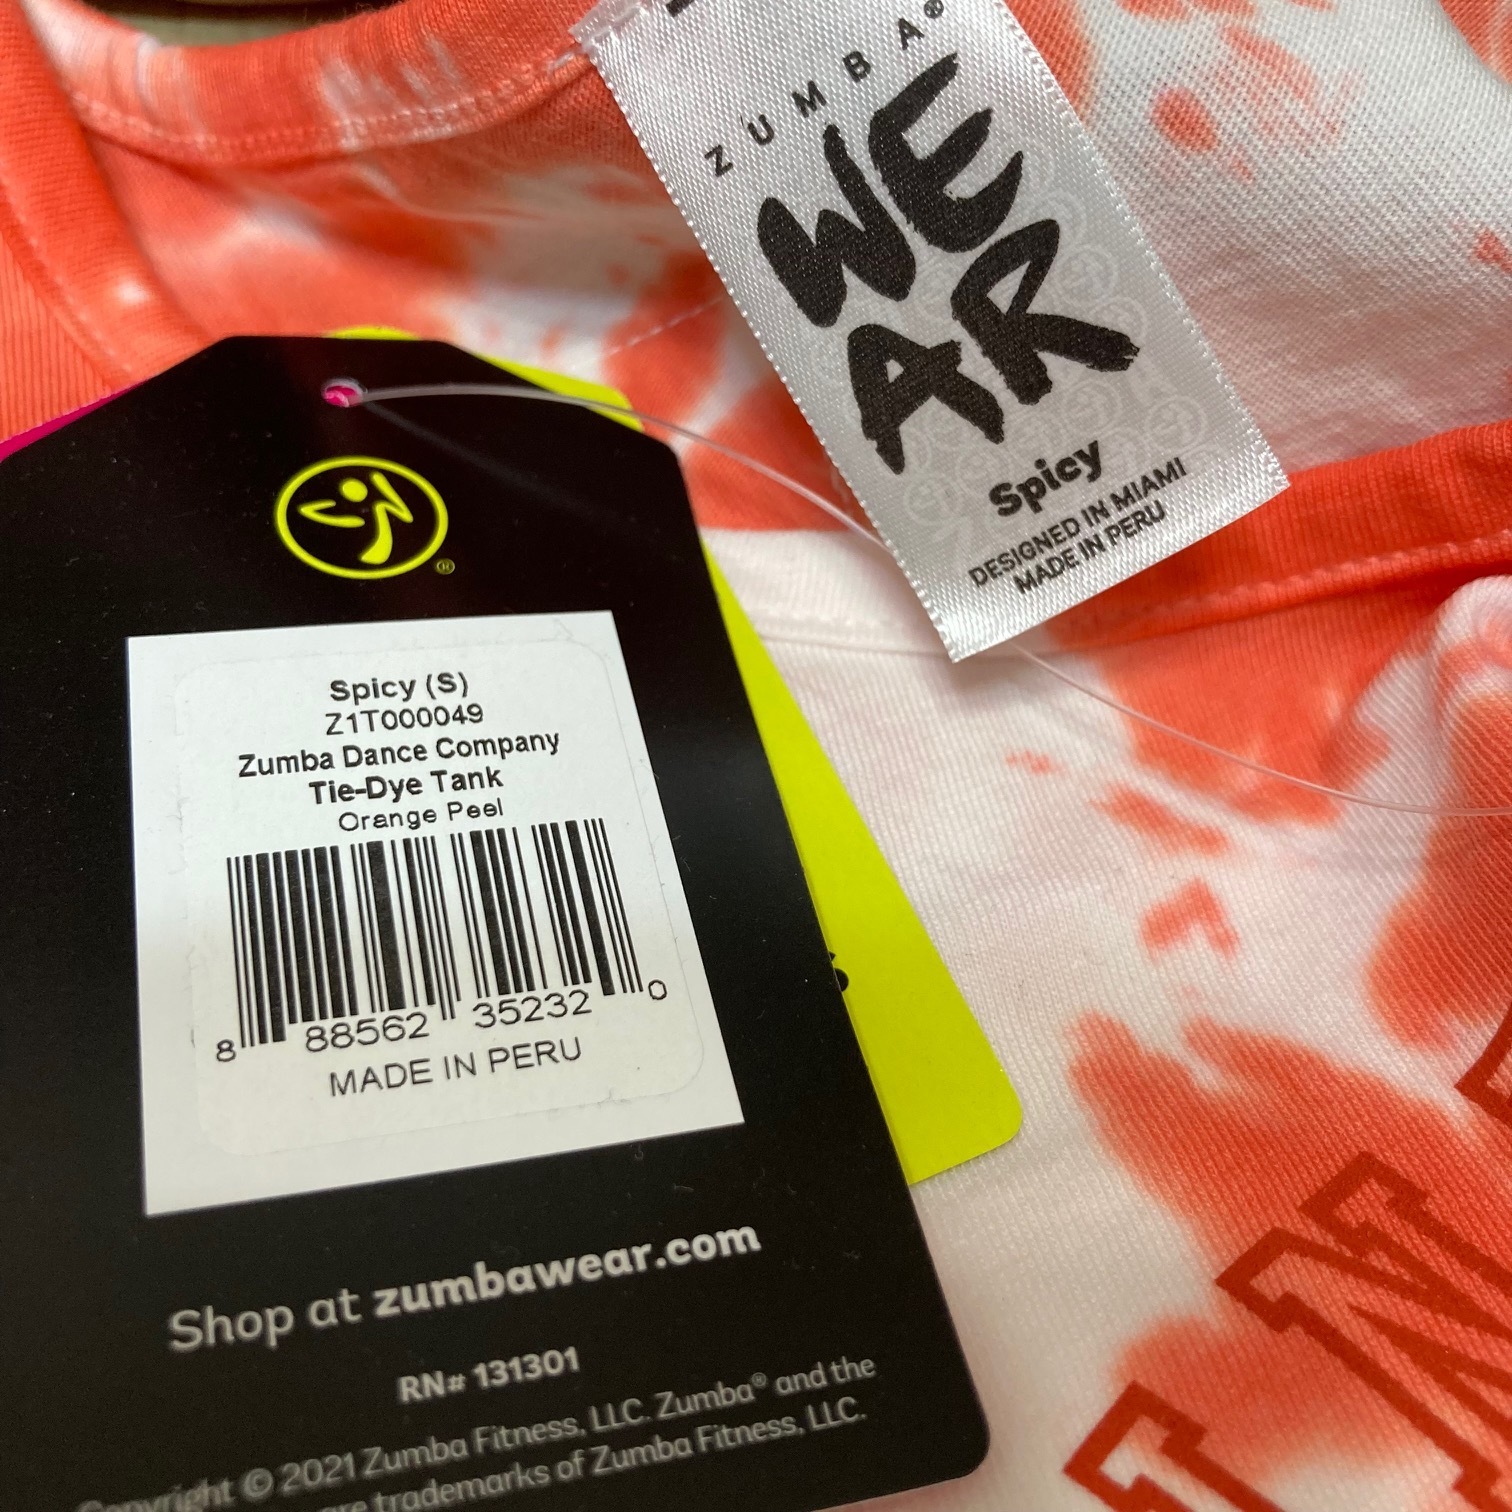 ZUMBA®
WE
AR
Spicy
DESIGNED IN MIAMI
MADE IN PERU
®
Spicy (S)
Z1T000049
Zumba Dance Company
Tie-Dye Tank
Orange Peel
8 88562 35232 0
MADE IN PERU
Shop at zumbawear.com
RN# 131301
Copyright © 2021 Zumba Fitness, LLC. Zumba® and the
are trademarks of Zumba Fitness, LLC.